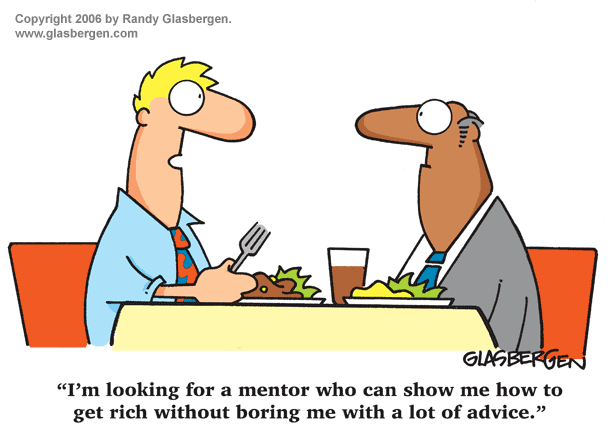 Copyright 2006 by Randy Glasbergen.
www.glasbergen.com
GLASBERGEN
“I’m looking for a mentor who can show me how to
get rich without boring me with a lot of advice.”